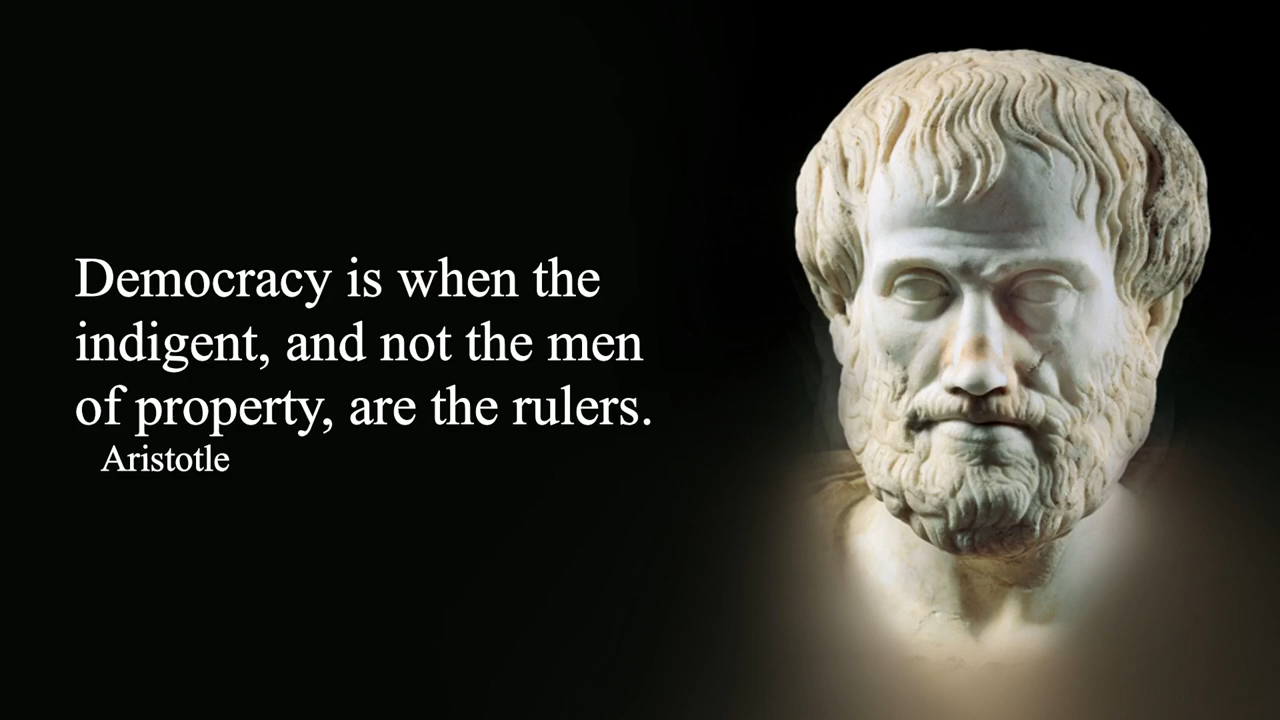 Democracy is when the
indigent, and not the men
of property, are the rulers.
Aristotle